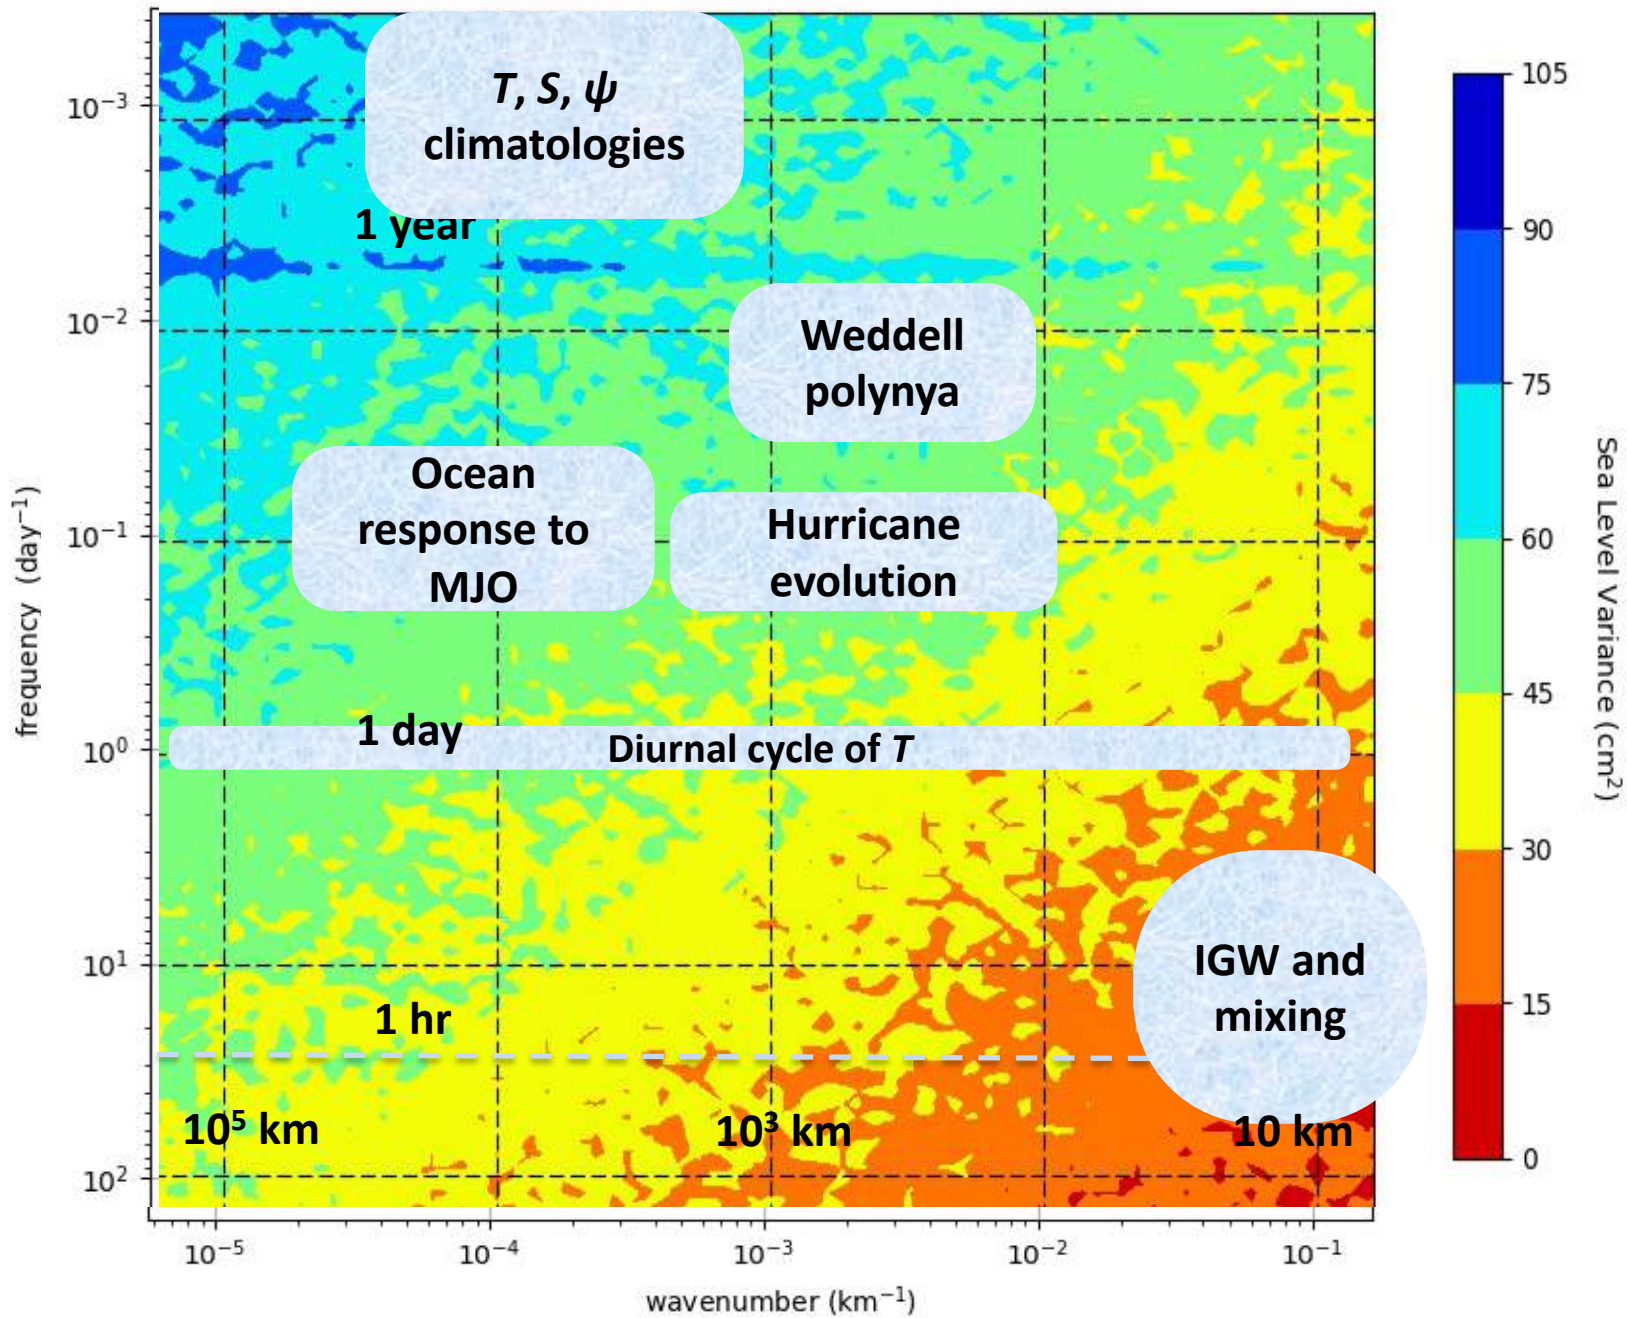 T, S, ψ
climatologies
1 year
Weddell
polynya
Ocean
response to
MJO
Hurricane
evolution
1 day
Diurnal cycle of T
IGW and
mixing
1 hr
10⁵ km
10³ km
10 km
10⁻³
10⁻²
10⁻¹
10⁰
10¹
10²
frequency (day⁻¹)
10⁻⁵
10⁻⁴
10⁻³
10⁻²
10⁻¹
wavenumber (km⁻¹)
105
90
75
60
45
30
15
0
Sea Level Variance (cm²)